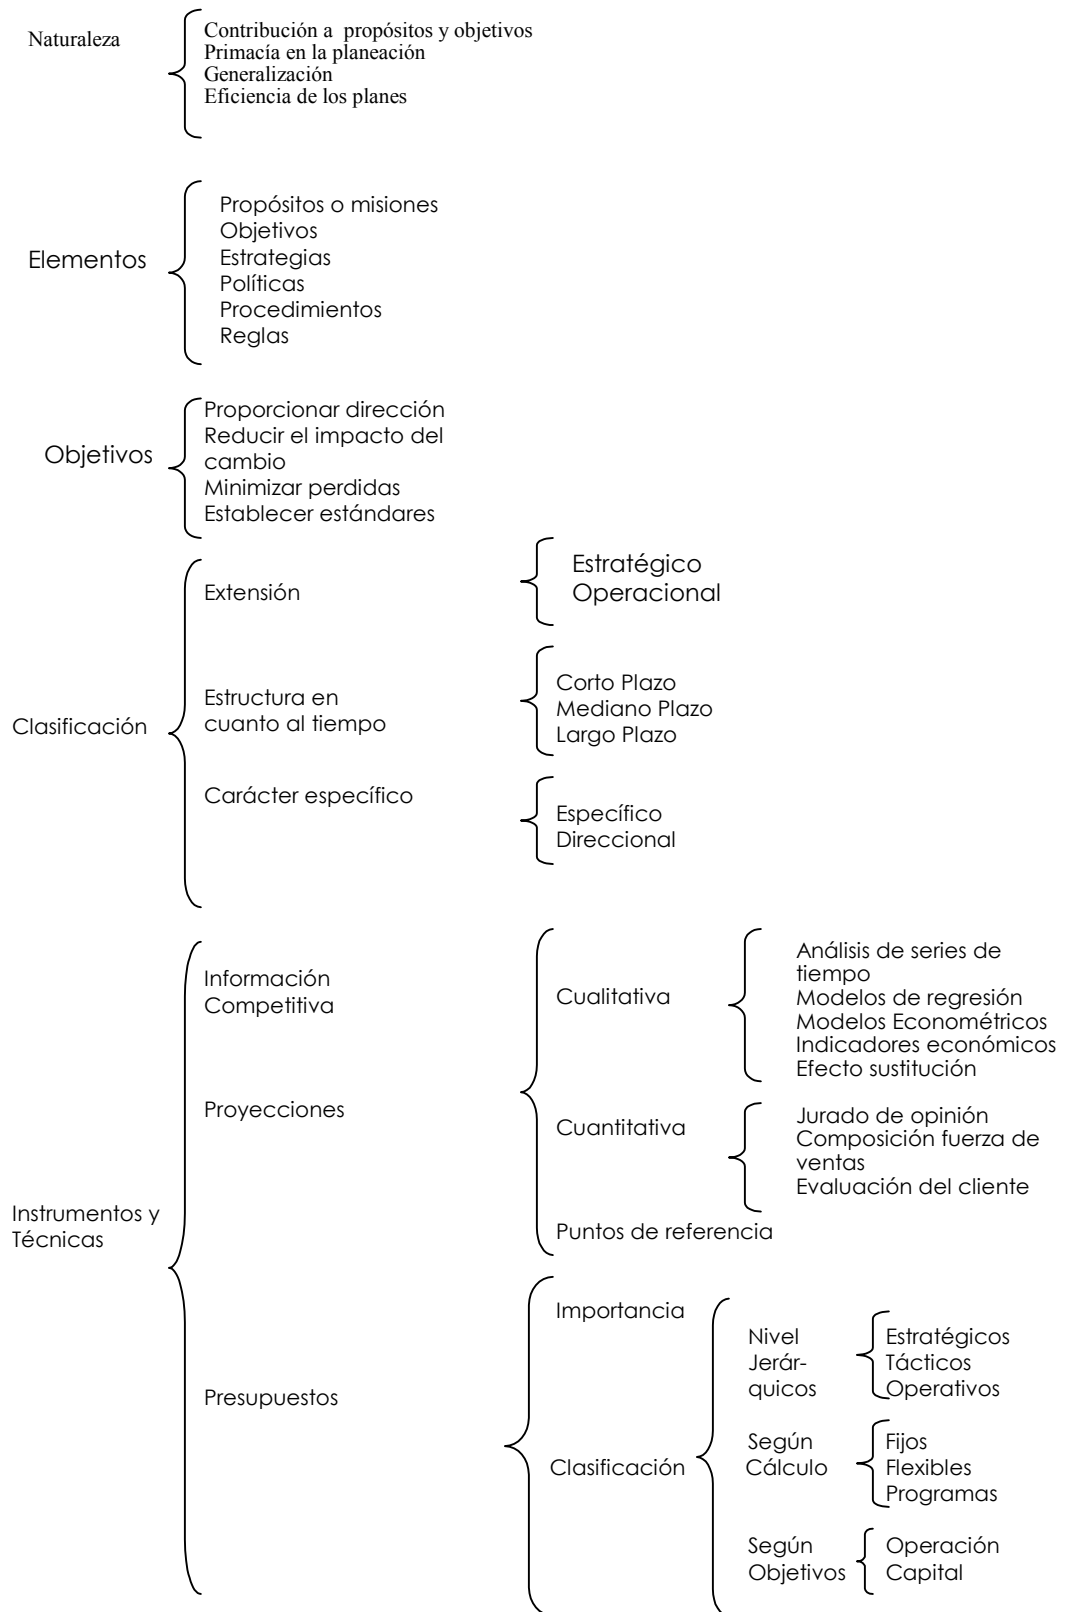 Naturaleza
Contribución a propósitos y objetivos
Primacía en la planeación
Generalización
Eficiencia de los planes
Elementos
Propósitos o misiones
Objetivos
Estrategias
Políticas
Procedimientos
Reglas
Objetivos
Proporcionar dirección
Reducir el impacto del
cambio
Minimizar perdidas
Establecer estándares
Clasificación
Extensión
Estratégico
Operacional
Estructura en
cuanto al tiempo
Corto Plazo
Mediano Plazo
Largo Plazo
Carácter específico
Específico
Direccional
Instrumentos y
Técnicas
Información
Competitiva
Proyecciones
Cualitativa
Análisis de series de
tiempo
Modelos de regresión
Modelos Econométricos
Indicadores económicos
Efecto sustitución
Cuantitativa
Jurado de opinión
Composición fuerza de
ventas
Evaluación del cliente
Puntos de referencia
Presupuestos
Importancia
Clasificación
Nivel
Jerár-
quicos
Estratégicos
Tácticos
Operativos
Según
Cálculo
Fijos
Flexibles
Programas
Según
Objetivos
Operación
Capital